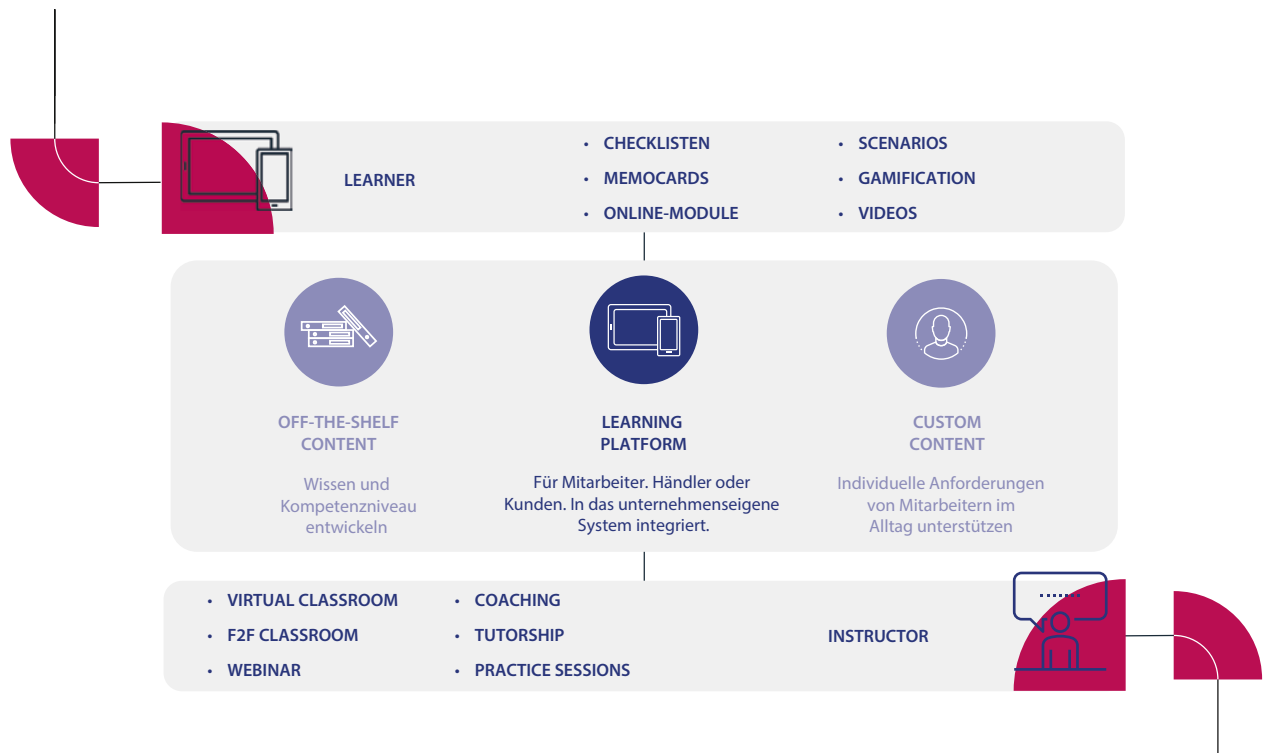 LEARNER
• CHECKLISTEN
• MEMOCARDS
• ONLINE-MODULE
• SCENARIOS
• GAMIFICATION
• VIDEOS
OFF-THE-SHELF
CONTENT
Wissen und
Kompetenzniveau
entwickeln
LEARNING
PLATFORM
Für Mitarbeiter. Händler oder
Kunden. In das unternehmenseigene
System integriert.
CUSTOM
CONTENT
Individuelle Anforderungen
von Mitarbeitern im
Alltag unterstützen
• VIRTUAL CLASSROOM
• F2F CLASSROOM
• WEBINAR
• COACHING
• TUTORSHIP
• PRACTICE SESSIONS
INSTRUCTOR